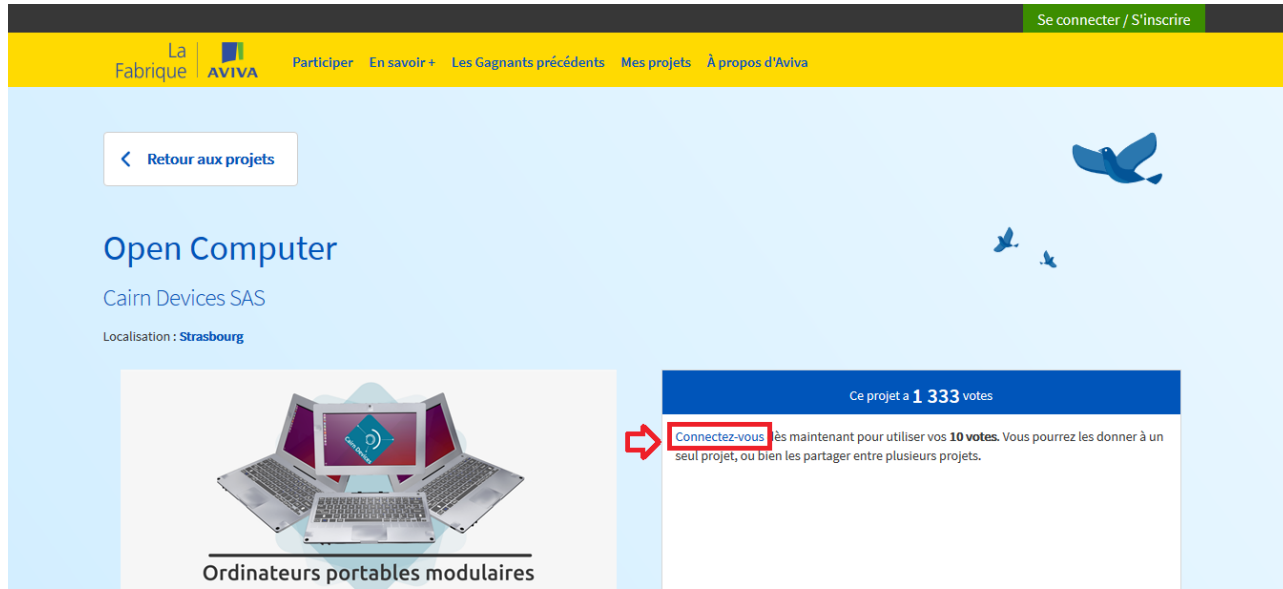 Se connecter / S'inscrire
La Fabrique
AVIVA
Participer En savoir + Les Gagnants précédents Mes projets À propos d'Aviva
Retour aux projets
Open Computer
Cairn Devices SAS
Localisation : Strasbourg
Cairn Devices
Ordinateurs portables modulaires
Ce projet a 1 333 votes
Connectez-vous dès maintenant pour utiliser vos 10 votes. Vous pourrez les donner à un
seul projet, ou bien les partager entre plusieurs projets.